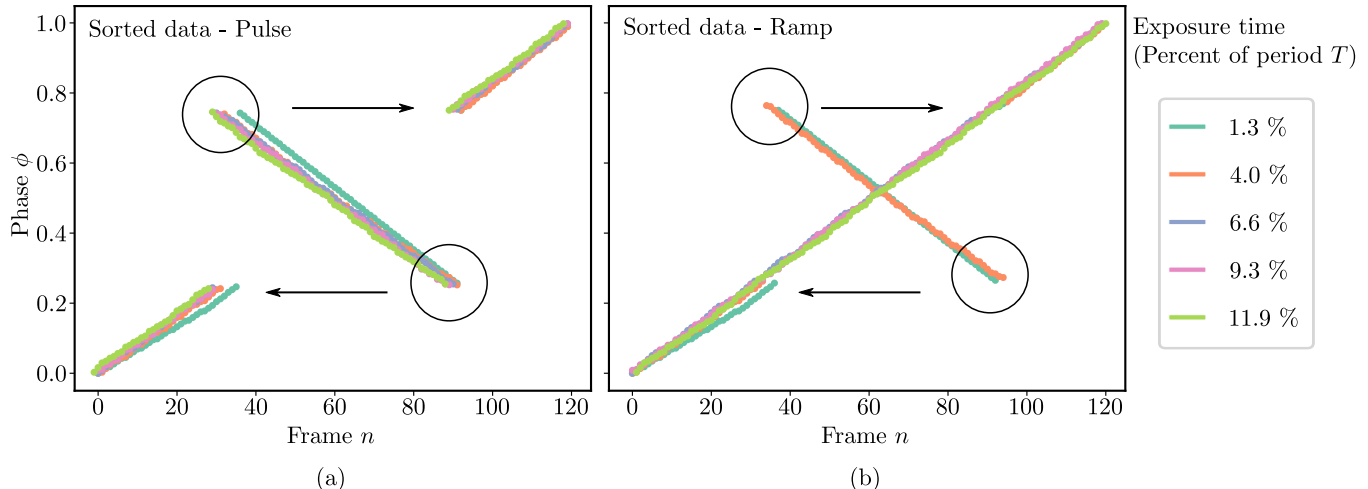 Sorted data - Pulse
Sorted data - Ramp
Exposure time
(Percent of period T)
1.3 %
4.0 %
6.6 %
9.3 %
11.9 %
Phase ϕ
1.0
0.8
0.6
0.4
0.2
0.0
0 20 40 60 80 100 120
0 20 40 60 80 100 120
Frame n
Frame n
(a)
(b)